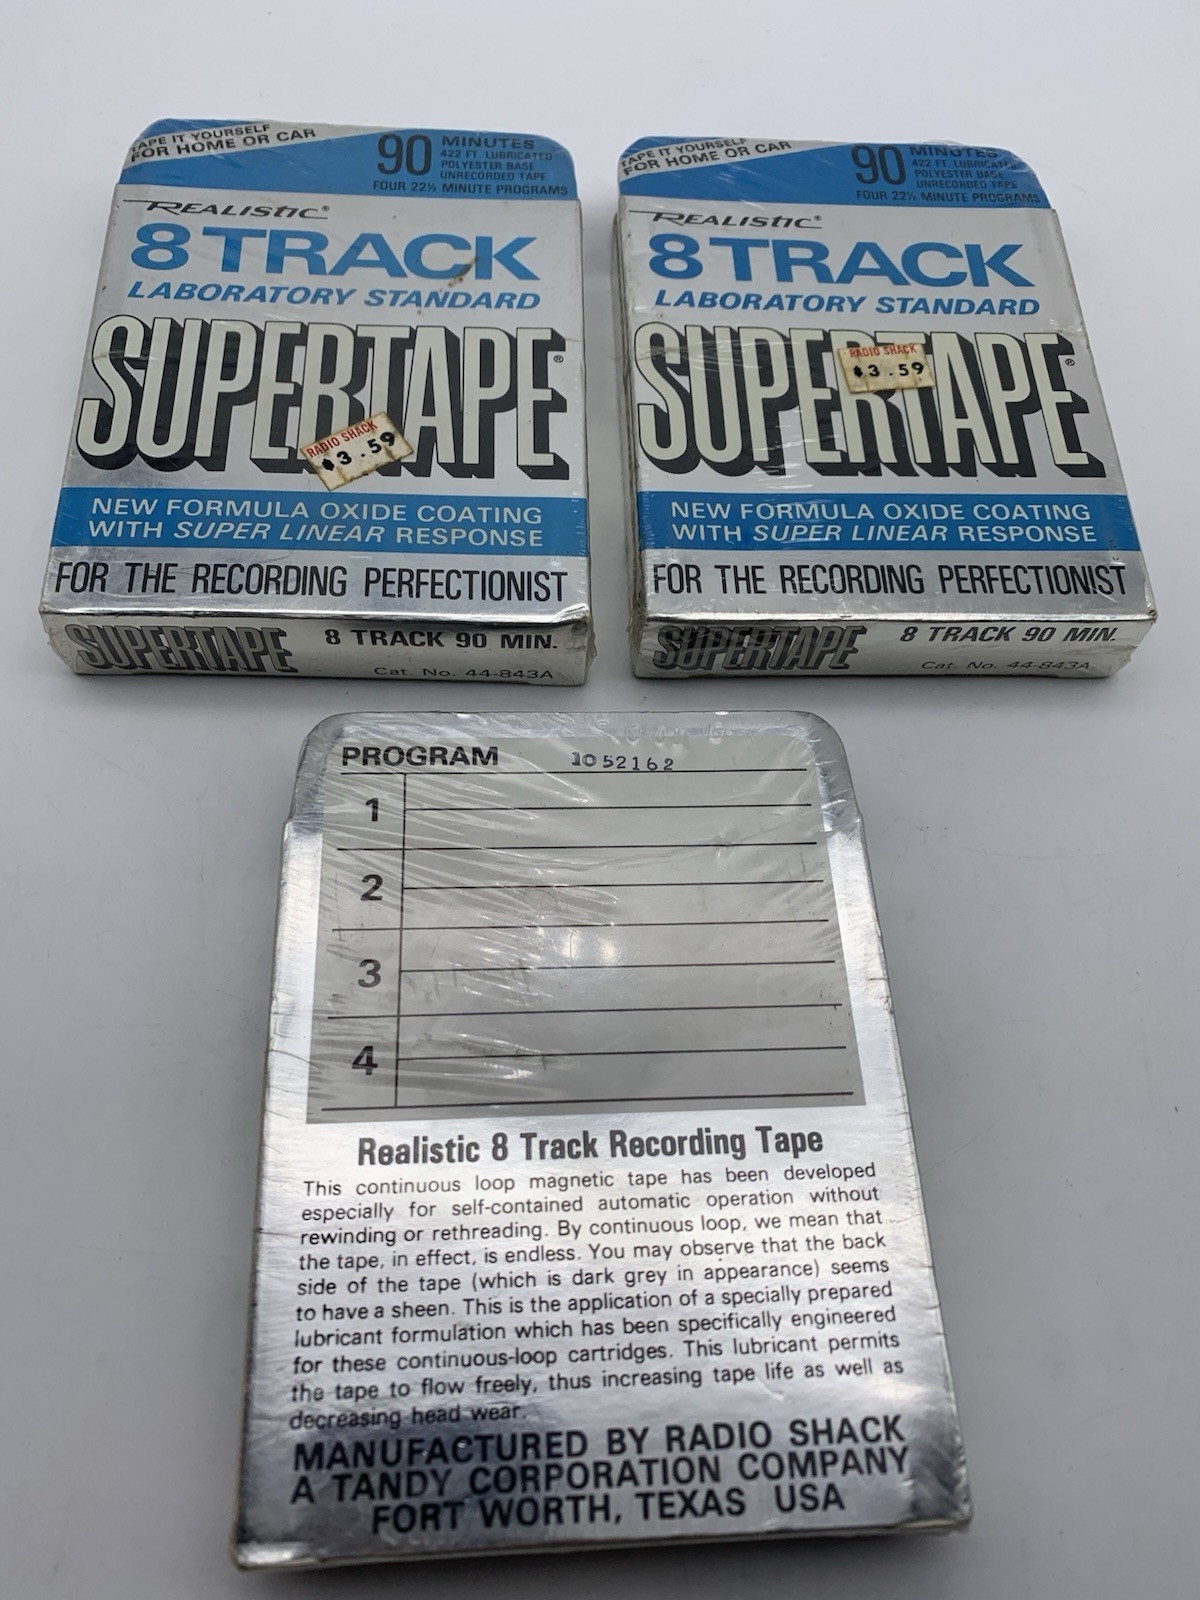 TAPE IT YOURSELF
FOR HOME OR CAR
90 MINUTES
422 FT. LUBRICATED
POLYESTER BASE
UNRECORDED TAPE
FOUR 22½ MINUTE PROGRAMS
REALISTIC®
8 TRACK
LABORATORY STANDARD
SUPERTAPE®
RADIO SHACK
$3.59
NEW FORMULA OXIDE COATING
WITH SUPER LINEAR RESPONSE
FOR THE RECORDING PERFECTIONIST
SUPERTAPE 8 TRACK 90 MIN.
Cat. No. 44-843A
TAPE IT YOURSELF
FOR HOME OR CAR
90 MINUTES
422 FT. LUBRICATED
POLYESTER BASE
UNRECORDED TAPE
FOUR 22½ MINUTE PROGRAMS
REALISTIC®
8 TRACK
LABORATORY STANDARD
SUPERTAPE®
RADIO SHACK
$3.59
NEW FORMULA OXIDE COATING
WITH SUPER LINEAR RESPONSE
FOR THE RECORDING PERFECTIONIST
SUPERTAPE 8 TRACK 90 MIN.
Cat. No. 44-843A
PROGRAM 1052162
1
2
3
4
Realistic 8 Track Recording Tape
This continuous loop magnetic tape has been developed
especially for self-contained automatic operation without
rewinding or rethreading. By continuous loop, we mean that
the tape, in effect, is endless. You may observe that the back
side of the tape (which is dark grey in appearance) seems
to have a sheen. This is the application of a specially prepared
lubricant formulation which has been specifically engineered
for these continuous-loop cartridges. This lubricant permits
the tape to flow freely, thus increasing tape life as well as
decreasing head wear.
MANUFACTURED BY RADIO SHACK
A TANDY CORPORATION COMPANY
FORT WORTH, TEXAS USA